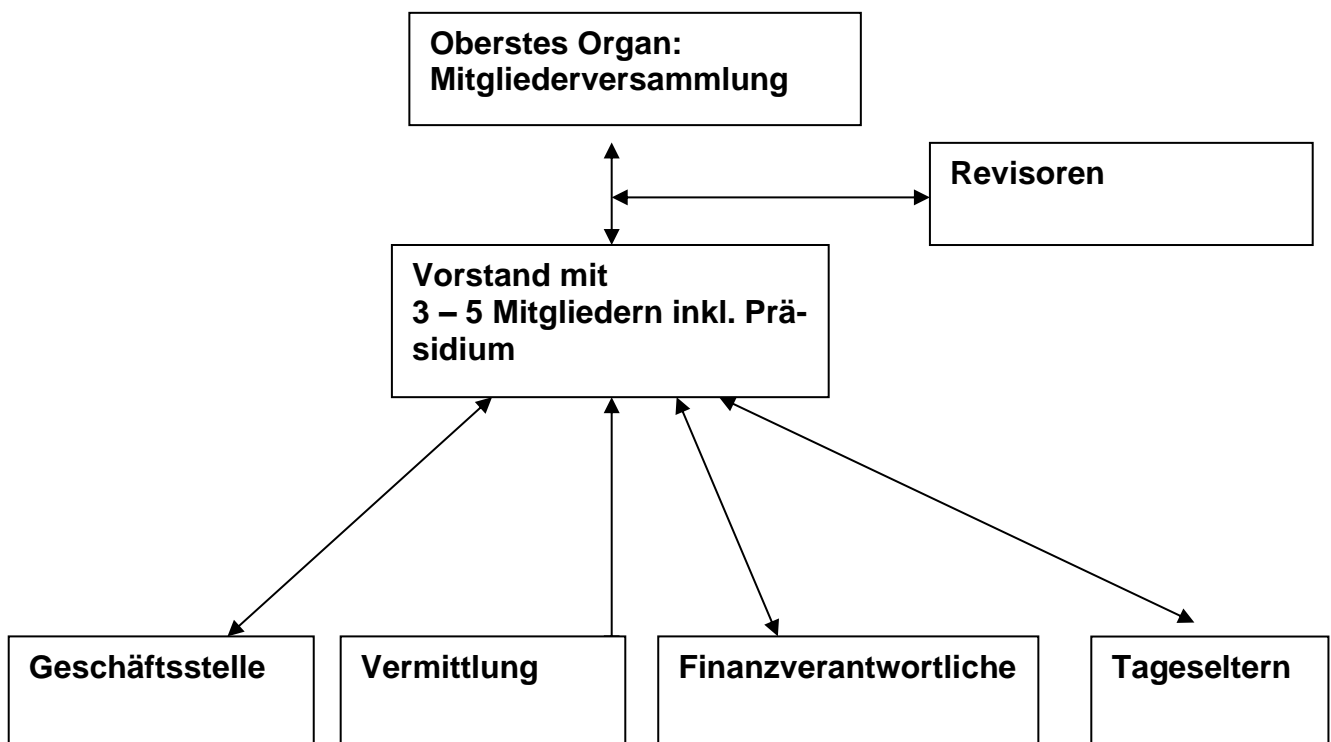 Oberstes Organ:
Mitgliederversammlung
Revisoren
Vorstand mit
3 – 5 Mitgliedern inkl. Prä-
sidium
Geschäftsstelle
Vermittlung
Finanzverantwortliche
Tageseltern